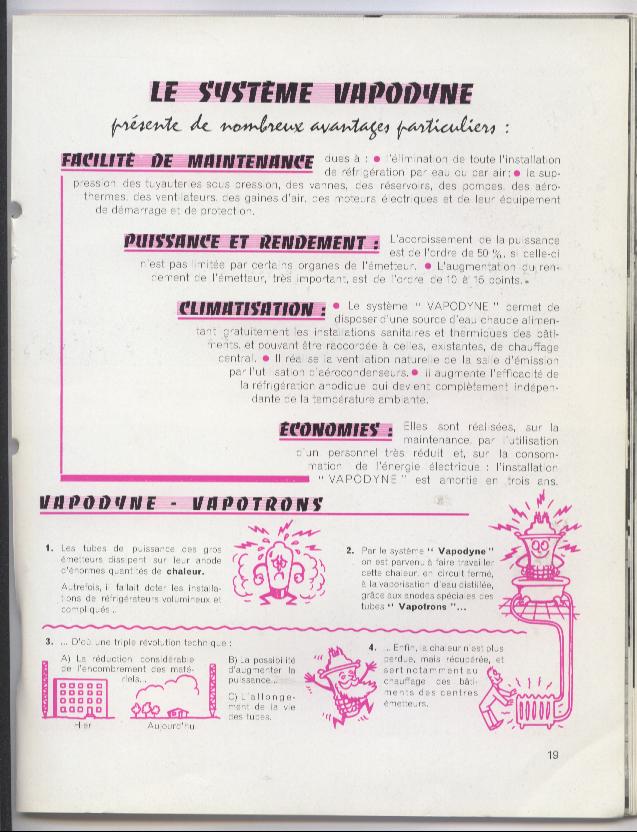 LE SYSTÈME VAPODYNE
présente de nombreux avantages particuliers :
FACILITÉ DE MAINTENANCE dues à : ● l'élimination de toute l'installation
de réfrigération par eau ou par air; ● la sup-
pression des tuyauteries sous pression, des vannes, des réservoirs, des pompes, des aéro-
thermes, des ventilateurs, des gaines d'air, des moteurs électriques et de leur équipement
de démarrage et de protection.
PUISSANCE ET RENDEMENT : L'accroissement de la puissance
est de l'ordre de 50 %, si celle-ci
n'est pas limitée par certains organes de l'émetteur. ● L'augmentation du ren-
dement de l'émetteur, très important, est de l'ordre de 10 à 15 points.
CLIMATISATION : ● Le système " VAPODYNE " permet de
disposer d'une source d'eau chaude alimen-
tant gratuitement les installations sanitaires et thermiques des bâti-
ments, et pouvant être raccordée à celles, existantes, de chauffage
central. ● Il réalise la ventilation naturelle de la salle d'émission
par l'utilisation d'aérocondenseurs. ● il augmente l'efficacité de
la réfrigération anodique qui devient complètement indépen-
dante de la température ambiante.
ÉCONOMIES : Elles sont réalisées, sur la
maintenance, par l'utilisation
d'un personnel très réduit et, sur la consom-
mation de l'énergie électrique : l'installation
" VAPODYNE " est amortie en trois ans.
VAPODYNE - VAPOTRONS
1. Les tubes de puissance des gros
émetteurs dissipent sur leur anode
d'énormes quantités de chaleur.
Autrefois, il fallait doter les installa-
tions de réfrigérateurs volumineux et
compliqués...
2. Par le système " Vapodyne "
on est parvenu à faire travailler
cette chaleur, en circuit fermé,
à la vaporisation d'eau distillée,
grâce aux anodes spéciales des
tubes " Vapotrons "...
3. ... D'où une triple révolution technique :
A) La réduction considérable
de l'encombrement des maté-
riels...
Hier
Aujourd'hui
B) La possibilité
d'augmenter la
puissance...
C) L'allonge-
ment de la vie
des tubes.
4. ... Enfin, la chaleur n'est plus
perdue, mais récupérée, et
sert notamment au
chauffage des bâti-
ments des centres
émetteurs.
19